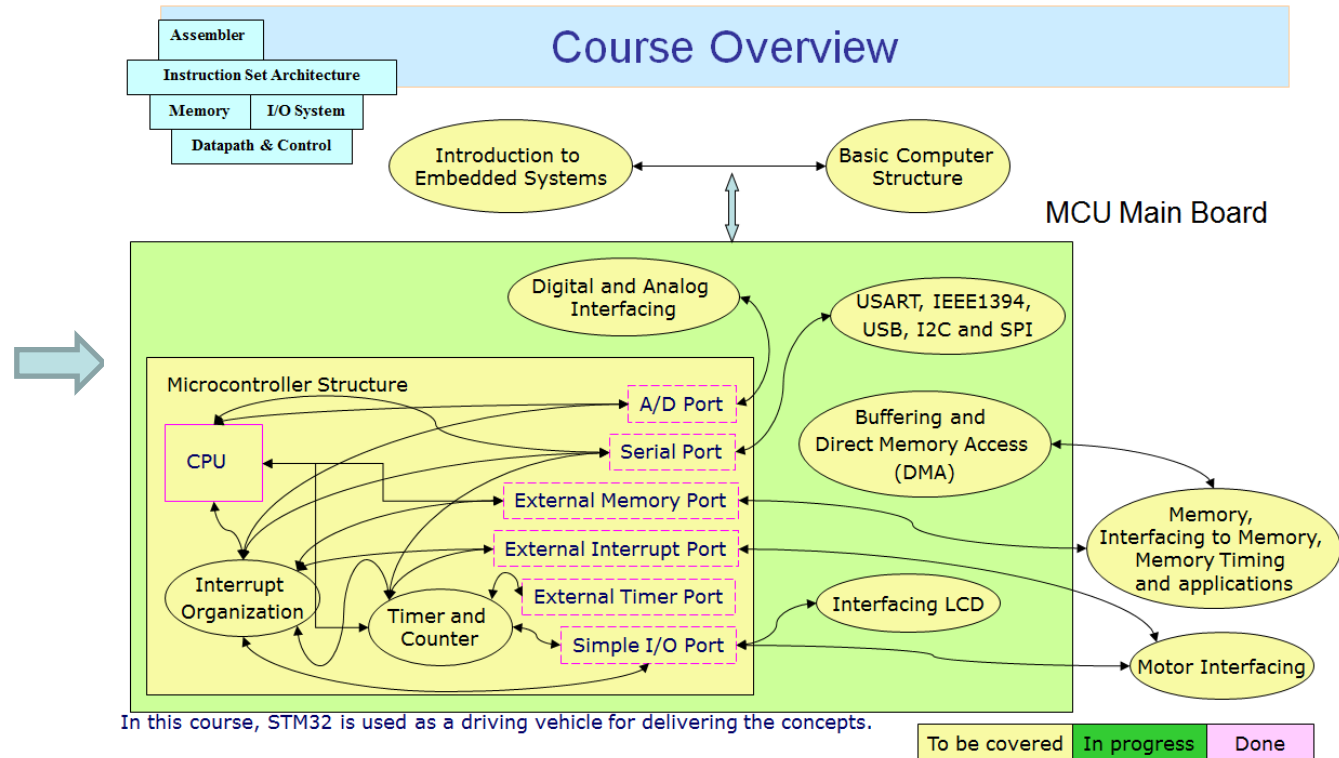 Assembler
Instruction Set Architecture
Memory
I/O System
Datapath & Control
Course Overview
Introduction to
Embedded Systems
Basic Computer
Structure
MCU Main Board
Digital and Analog
Interfacing
USART, IEEE1394,
USB, I2C and SPI
Microcontroller Structure
A/D Port
CPU
Serial Port
Buffering and
Direct Memory Access
(DMA)
External Memory Port
External Interrupt Port
Memory,
Interfacing to Memory,
Memory Timing
and applications
Interrupt
Organization
Timer and
Counter
External Timer Port
Interfacing LCD
Simple I/O Port
Motor Interfacing
In this course, STM32 is used as a driving vehicle for delivering the concepts.
To be covered
In progress
Done